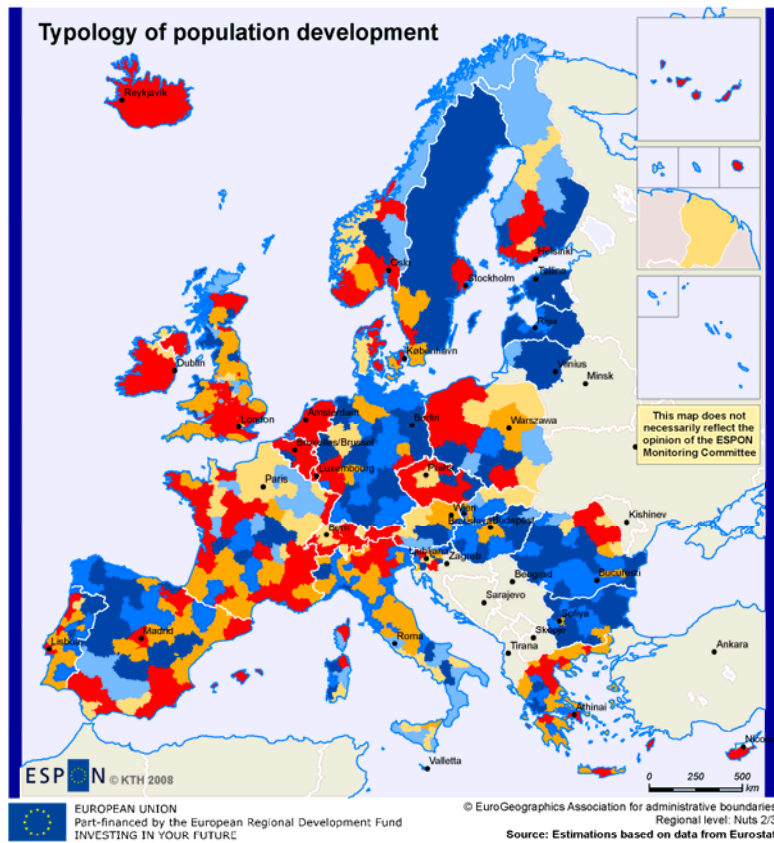 Typology of population development
Reykjavik
Oslo
Helsinki
Tallinn
Stockholm
Riga
København
Vilnius
Minsk
Dublin
London
Amsterdam
Berlin
Warszawa
This map does not
necessarily reflect the
opinion of the ESPON
Monitoring Committee
Bruxelles/Brussel
Luxembourg
Praha
Paris
Kishinev
Wien
Bratislava
Budapest
Bern
Ljubljana
Zagreb
Beograd
Bucuresti
Sarajevo
Sofiya
Skopje
Madrid
Lisboa
Roma
Tirana
Ankara
Athinai
Valletta
ESPON © KTH 2008
0 250 500
km
EUROPEAN UNION
Part-financed by the European Regional Development Fund
INVESTING IN YOUR FUTURE
© EuroGeographics Association for administrative boundaries
Regional level: Nuts 2/3
Source: Estimations based on data from Eurostat